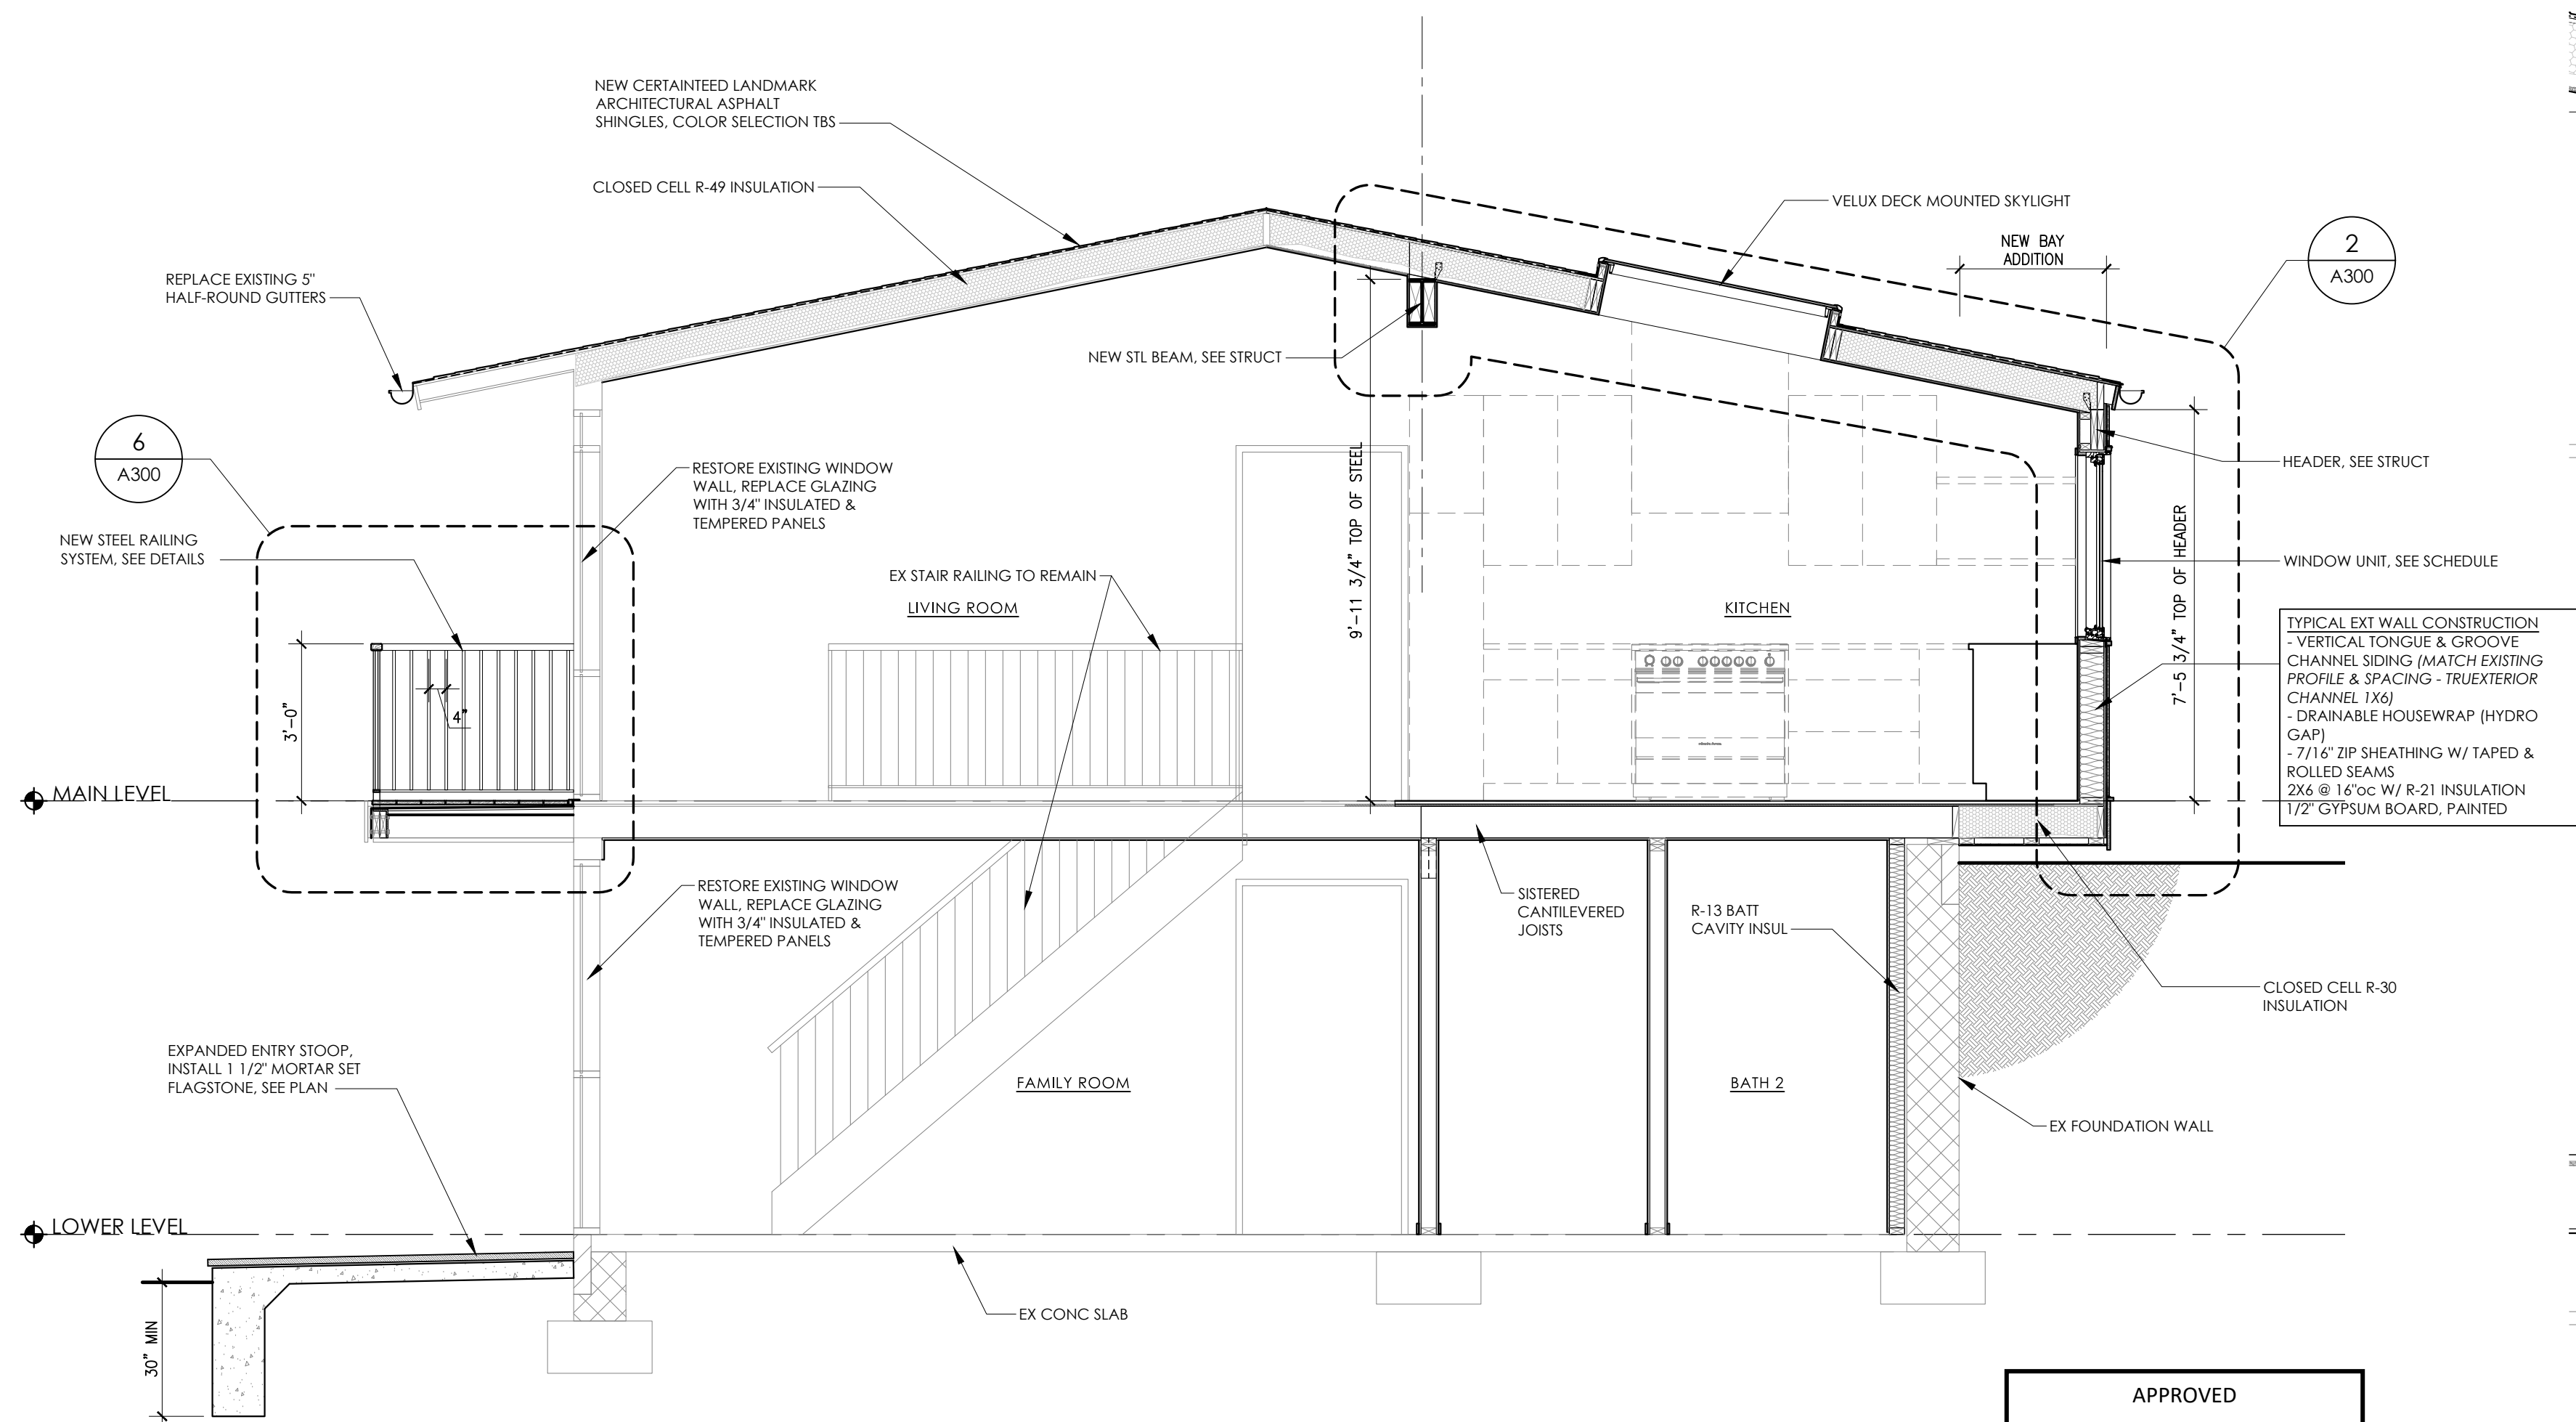 NEW CERTAINTEED LANDMARK
ARCHITECTURAL ASPHALT
SHINGLES, COLOR SELECTION TBS
CLOSED CELL R-49 INSULATION
VELUX DECK MOUNTED SKYLIGHT
NEW BAY
ADDITION
2
A300
REPLACE EXISTING 5"
HALF-ROUND GUTTERS
NEW STL BEAM, SEE STRUCT
6
A300
RESTORE EXISTING WINDOW
WALL, REPLACE GLAZING
WITH 3/4" INSULATED &
TEMPERED PANELS
9'-11 3/4" TOP OF STEEL
HEADER, SEE STRUCT
7'-5 3/4" TOP OF HEADER
NEW STEEL RAILING
SYSTEM, SEE DETAILS
EX STAIR RAILING TO REMAIN
LIVING ROOM
KITCHEN
WINDOW UNIT, SEE SCHEDULE
TYPICAL EXT WALL CONSTRUCTION
- VERTICAL TONGUE & GROOVE
CHANNEL SIDING (MATCH EXISTING
PROFILE & SPACING - TRUEXTERIOR
CHANNEL 1X6)
- DRAINABLE HOUSEWRAP (HYDRO
GAP)
- 7/16" ZIP SHEATHING W/ TAPED &
ROLLED SEAMS
2X6 @ 16"oc W/ R-21 INSULATION
1/2" GYPSUM BOARD, PAINTED
3'-0"
4"
MAIN LEVEL
RESTORE EXISTING WINDOW
WALL, REPLACE GLAZING
WITH 3/4" INSULATED &
TEMPERED PANELS
SISTERED
CANTILEVERED
JOISTS
R-13 BATT
CAVITY INSUL
CLOSED CELL R-30
INSULATION
EXPANDED ENTRY STOOP,
INSTALL 1 1/2" MORTAR SET
FLAGSTONE, SEE PLAN
FAMILY ROOM
BATH 2
EX FOUNDATION WALL
LOWER LEVEL
EX CONC SLAB
30" MIN
APPROVED